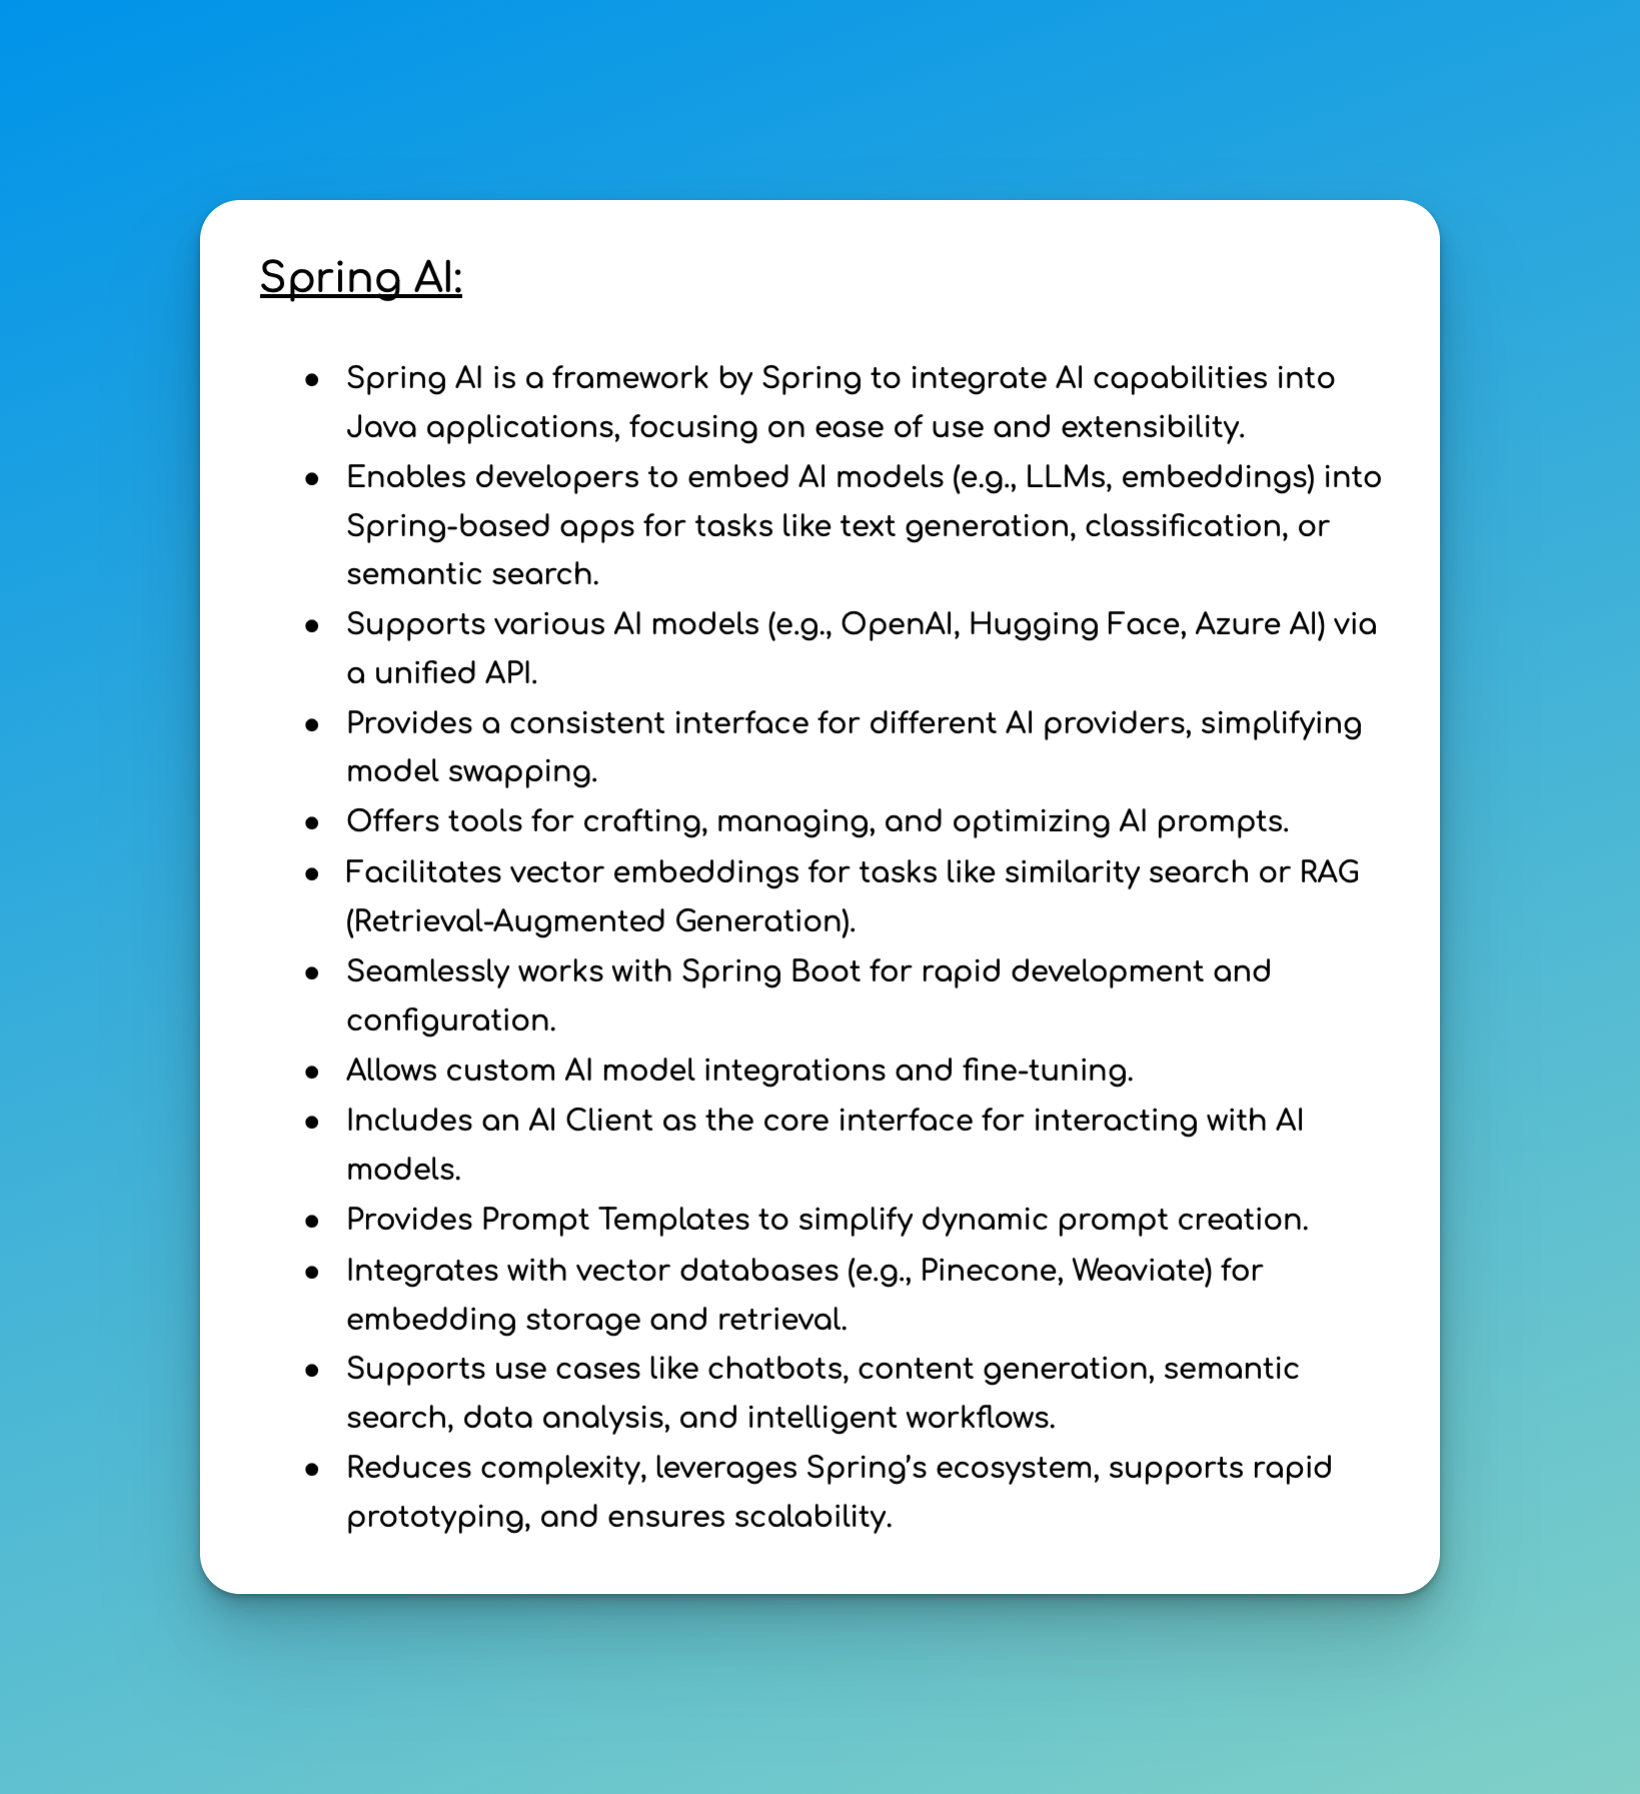 Spring AI:
● Spring AI is a framework by Spring to integrate AI capabilities into
Java applications, focusing on ease of use and extensibility.
● Enables developers to embed AI models (e.g., LLMs, embeddings) into
Spring-based apps for tasks like text generation, classification, or
semantic search.
● Supports various AI models (e.g., OpenAI, Hugging Face, Azure AI) via
a unified API.
● Provides a consistent interface for different AI providers, simplifying
model swapping.
● Offers tools for crafting, managing, and optimizing AI prompts.
● Facilitates vector embeddings for tasks like similarity search or RAG
(Retrieval-Augmented Generation).
● Seamlessly works with Spring Boot for rapid development and
configuration.
● Allows custom AI model integrations and fine-tuning.
● Includes an AI Client as the core interface for interacting with AI
models.
● Provides Prompt Templates to simplify dynamic prompt creation.
● Integrates with vector databases (e.g., Pinecone, Weaviate) for
embedding storage and retrieval.
● Supports use cases like chatbots, content generation, semantic
search, data analysis, and intelligent workflows.
● Reduces complexity, leverages Spring’s ecosystem, supports rapid
prototyping, and ensures scalability.